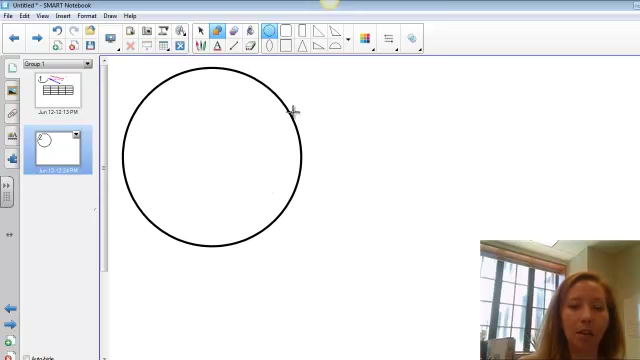 Untitled * - SMART Notebook
File Edit View Insert Format Draw Help
Group 1
Jun 12-12:13 PM
2
Jun 12-12:24 PM
Auto-hide